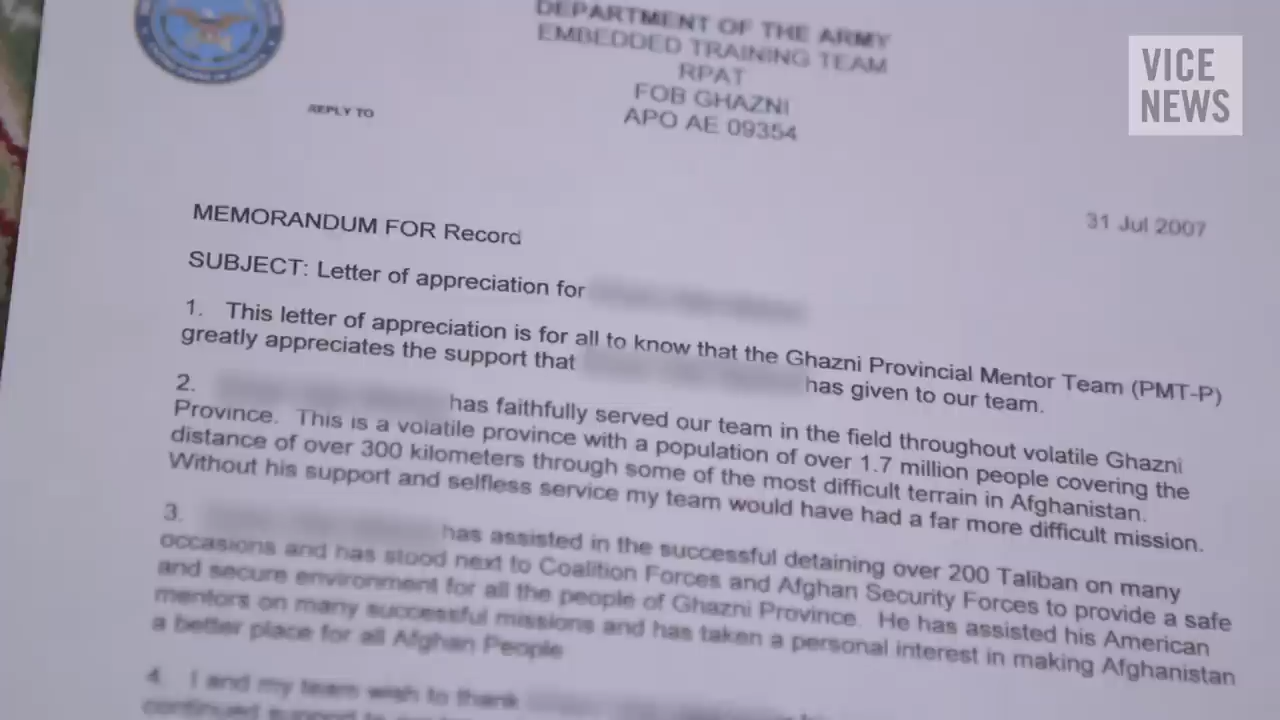 DEPARTMENT OF THE ARMY
EMBEDDED TRAINING TEAM
RPAT
FOB GHAZNI
APO AE 09354
VICE
NEWS
REPLY TO
31 Jul 2007
MEMORANDUM FOR Record
SUBJECT: Letter of appreciation for
1. This letter of appreciation is for all to know that the Ghazni Provincial Mentor Team (PMT-P)
greatly appreciates the support that has given to our team.
2. has faithfully served our team in the field throughout volatile Ghazni
Province. This is a volatile province with a population of over 1.7 million people covering the
distance of over 300 kilometers through some of the most difficult terrain in Afghanistan.
Without his support and selfless service my team would have had a far more difficult mission.
3. has assisted in the successful detaining over 200 Taliban on many
occasions and has stood next to Coalition Forces and Afghan Security Forces to provide a safe
and secure environment for all the people of Ghazni Province. He has assisted his American
mentors on many successful missions and has taken a personal interest in making Afghanistan
a better place for all Afghan People
4. I and my team wish to thank
continued support to